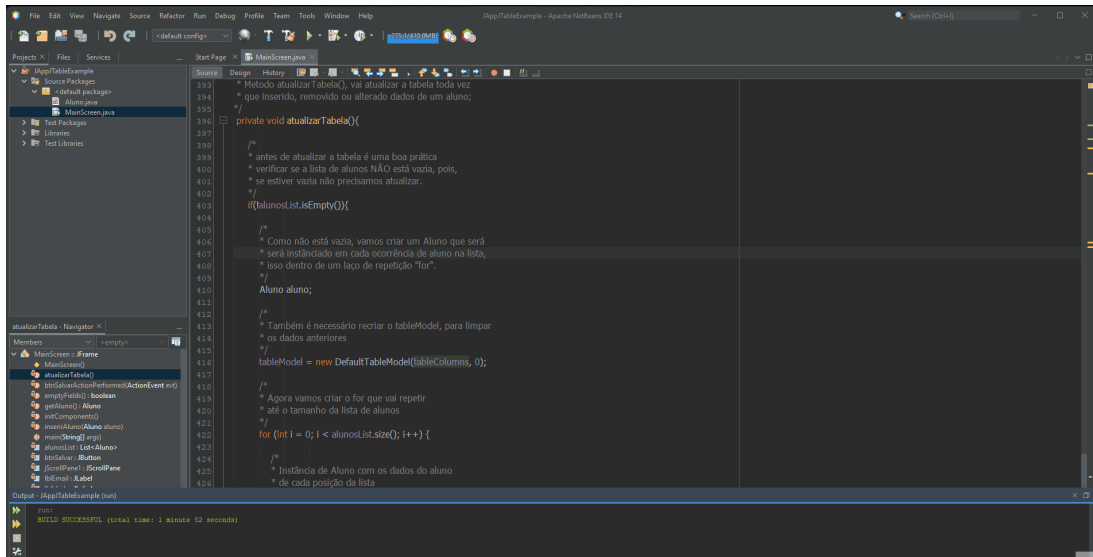 File Edit View Navigate Source Refactor Run Debug Profile Team Tools Window Help
JAppJTableExample - Apache NetBeans IDE 14
Search (Ctrl+I)
<default config>
275,1/410,0MB
Projects × Files Services
Start Page × MainScreen.java ×
JAppJTableExample
Source Packages
<default package>
Aluno.java
MainScreen.java
Test Packages
Libraries
Test Libraries
Source Design History
393 * Metodo atualizarTabela(), vai atualizar a tabela toda vez
394 * que inserido, removido ou alterado dados de um aluno;
395 */
396 private void atualizarTabela(){
397
398 /*
399 * antes de atualizar a tabela é uma boa prática
400 * verificar se a lista de alunos NÃO está vazia, pois,
401 * se estiver vazia não precisamos atualizar.
402 */
403 if(!alunosList.isEmpty()){
404
405 /*
406 * Como não está vazia, vamos criar um Aluno que será
407 * será instânciado em cada ocorrência de aluno na lista,
408 * isso dentro de um laço de repetição "for".
409 */
410 Aluno aluno;
411
412 /*
413 * Também é necessário recriar o tableModel, para limpar
414 * os dados anteriores
415 */
416 tableModel = new DefaultTableModel(tableColumns, 0);
417
418 /*
419 * Agora vamos criar o for que vai repetir
420 * até o tamanho da lista de alunos
421 */
422 for (int i = 0; i < alunosList.size(); i++) {
423
424 /*
425 * Instância de Aluno com os dados do aluno
426 * de cada posição da lista
atualizarTabela - Navigator ×
Members <empty>
MainScreen :: JFrame
MainScreen()
atualizarTabela()
btnSalvarActionPerformed(ActionEvent evt)
emptyFields() : boolean
getAluno() : Aluno
initComponents()
inserirAluno(Aluno aluno)
main(String[] args)
alunosList : List<Aluno>
btnSalvar : JButton
jScrollPane1 : JScrollPane
lblEmail : JLabel
Output - JAppJTableExample (run)
run:
BUILD SUCCESSFUL (total time: 1 minute 52 seconds)